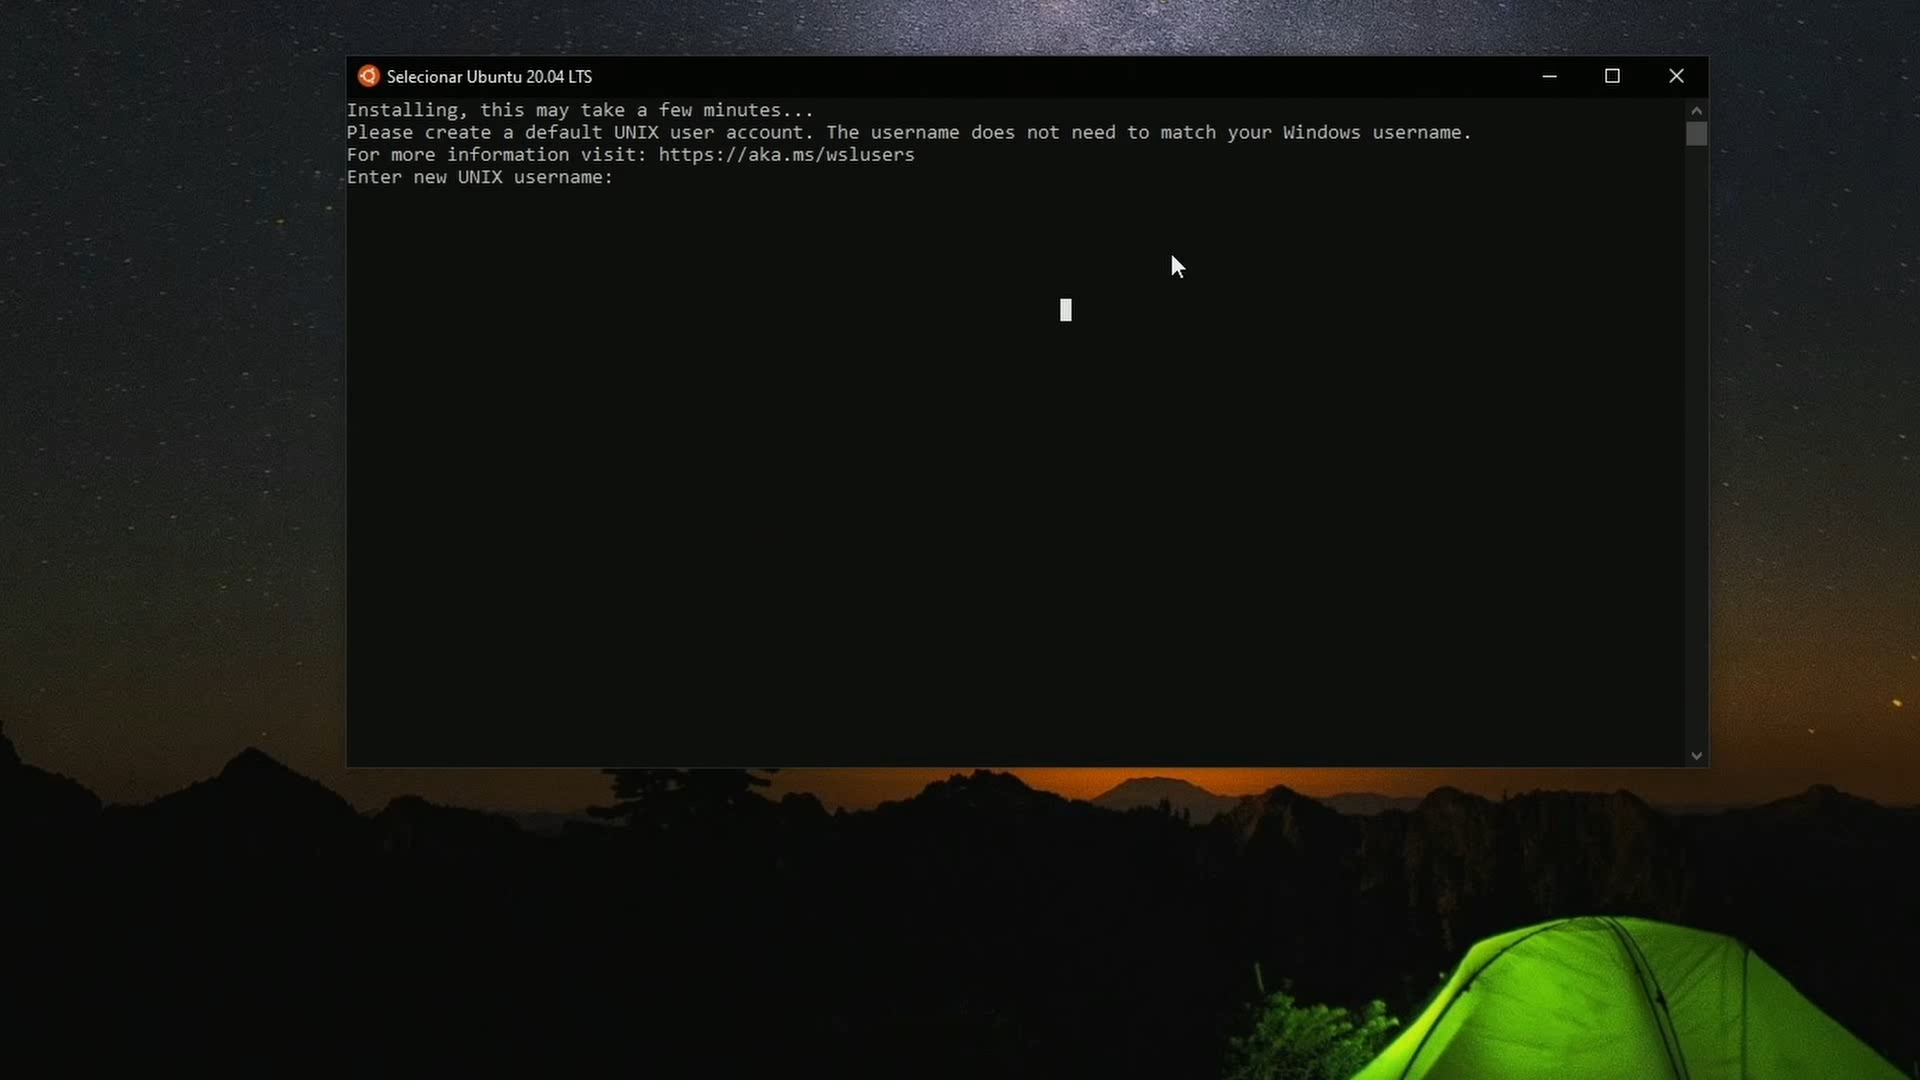 Selecionar Ubuntu 20.04 LTS
Installing, this may take a few minutes...
Please create a default UNIX user account. The username does not need to match your Windows username.
For more information visit: https://aka.ms/wslusers
Enter new UNIX username: